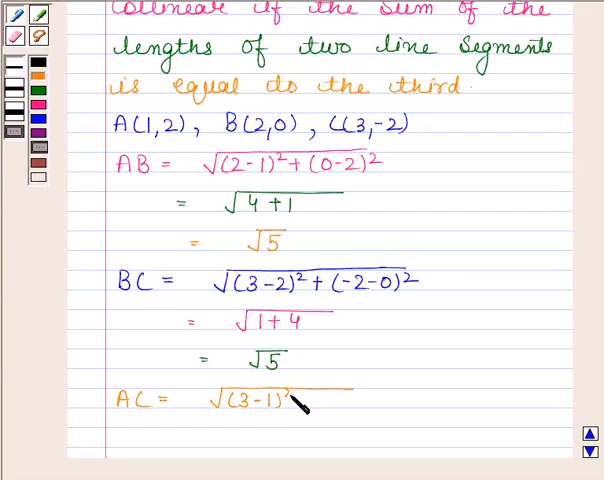 collinear if the sum of the
lengths of two line segments
is equal to the third.
A(1,2), B(2,0), C(3,-2)
AB = √(2-1)²+(0-2)²
= √4+1
= √5
BC = √(3-2)²+(-2-0)²
= √1+4
= √5
AC = √(3-1)²